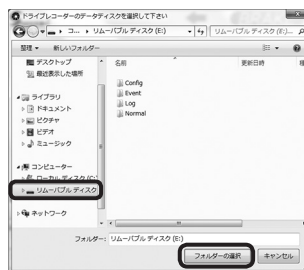 ドライブレコーダーのデータディスクを選択して下さい
▸ コ... ▸ リムーバブル ディスク (E:) ▸
リムーバブル ディスク (E:)...
整理 ▾ 新しいフォルダー
デスクトップ
最近表示した場所
ライブラリ
ドキュメント
ピクチャ
ビデオ
ミュージック
コンピューター
ローカル ディスク (C:)
リムーバブル ディスク
ネットワーク
名前
更新日時
Config
Event
Log
Normal
フォルダー: リムーバブル ディスク (E:)
フォルダーの選択
キャンセル